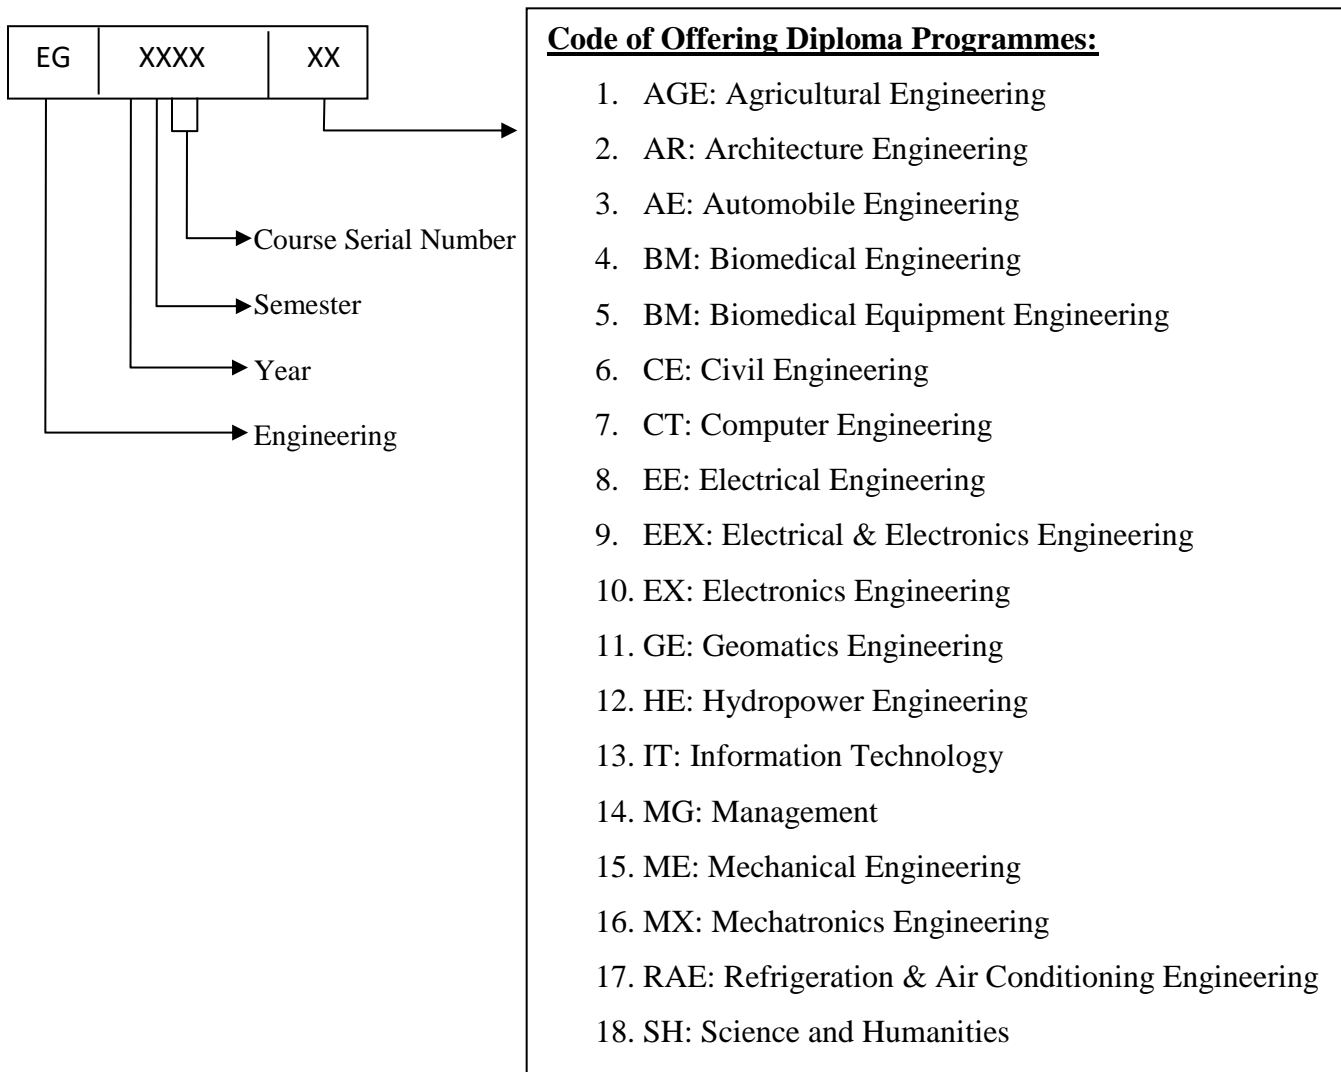 EG XXXX XX
Course Serial Number
Semester
Year
Engineering
Code of Offering Diploma Programmes:
1. AGE: Agricultural Engineering
2. AR: Architecture Engineering
3. AE: Automobile Engineering
4. BM: Biomedical Engineering
5. BM: Biomedical Equipment Engineering
6. CE: Civil Engineering
7. CT: Computer Engineering
8. EE: Electrical Engineering
9. EEX: Electrical & Electronics Engineering
10. EX: Electronics Engineering
11. GE: Geomatics Engineering
12. HE: Hydropower Engineering
13. IT: Information Technology
14. MG: Management
15. ME: Mechanical Engineering
16. MX: Mechatronics Engineering
17. RAE: Refrigeration & Air Conditioning Engineering
18. SH: Science and Humanities